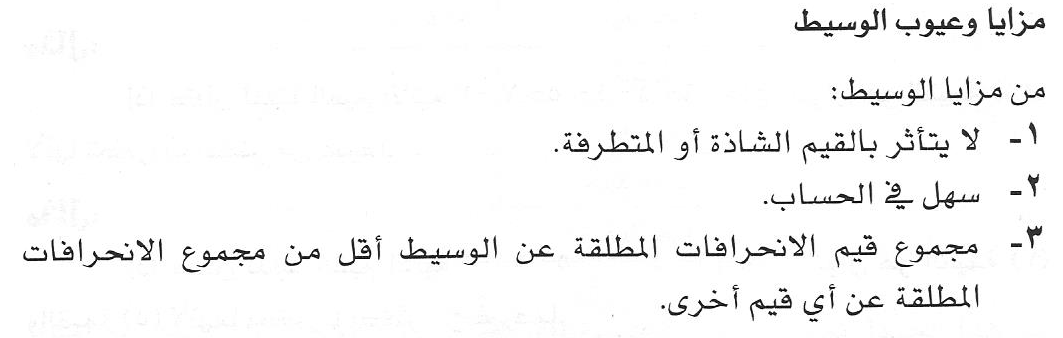 مزايا وعيوب الوسيط
من مزايا الوسيط:
١- لا يتأثر بالقيم الشاذة أو المتطرفة.
٢- سهل في الحساب.
٣- مجموع قيم الانحرافات المطلقة عن الوسيط أقل من مجموع الانحرافات
المطلقة عن أي قيم أخرى.